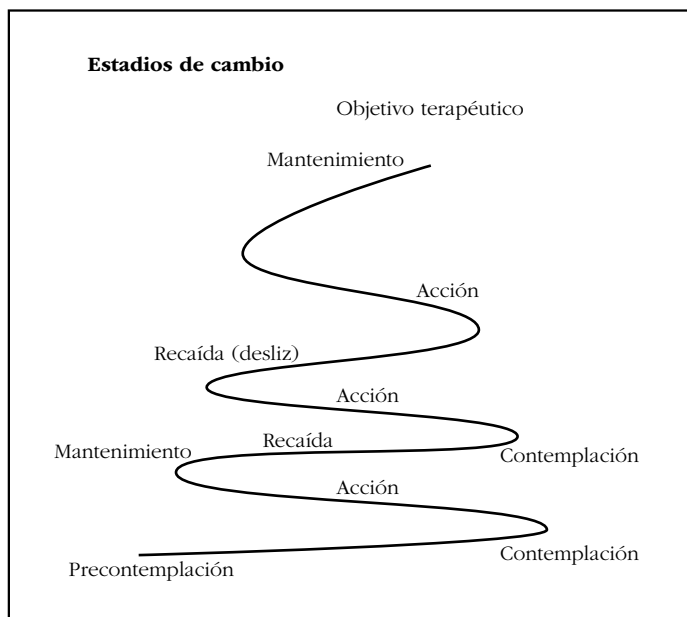 Estadios de cambio
Objetivo terapéutico
Mantenimiento
Acción
Recaída (desliz)
Acción
Recaída
Mantenimiento
Contemplación
Acción
Contemplación
Precontemplación